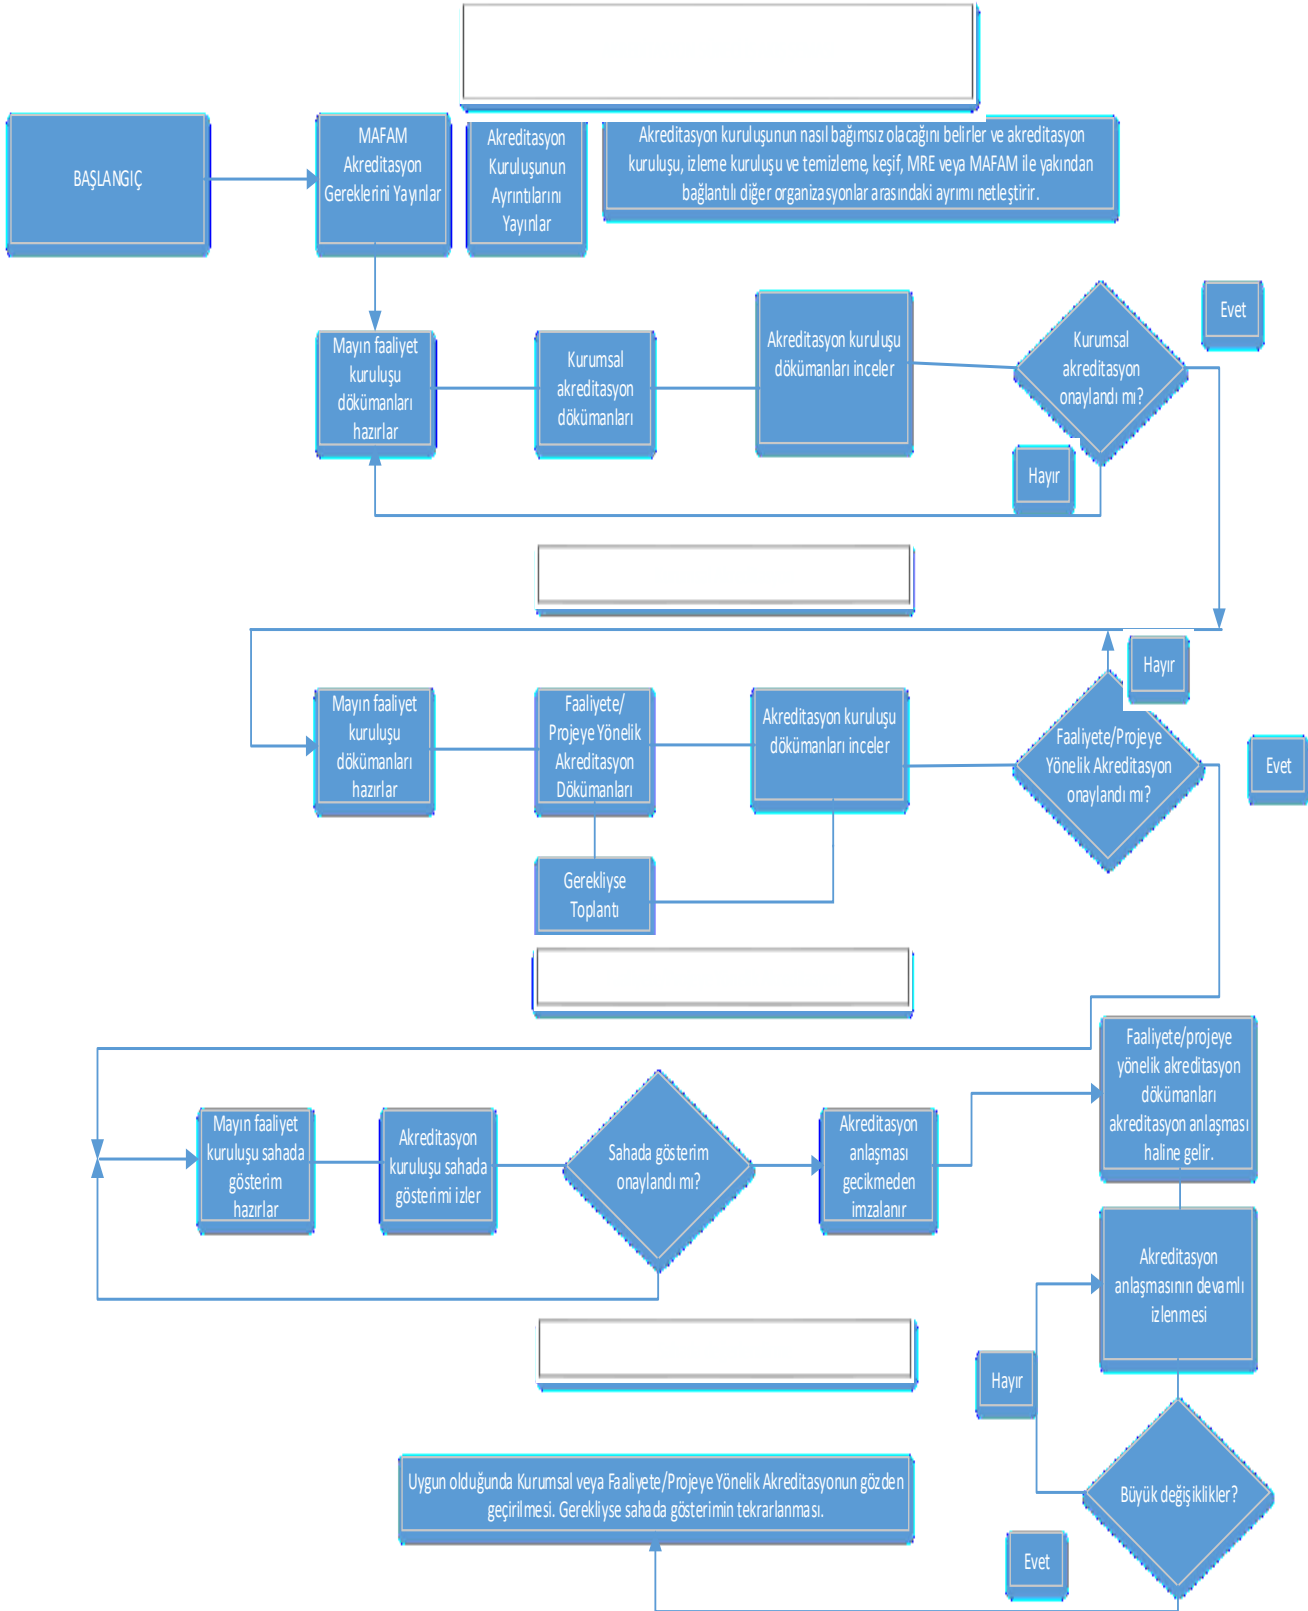 BAŞLANGIÇ
MAFAM
Akreditasyon
Gereklerini Yayınlar
Akreditasyon
Kuruluşunun
Ayrıntılarını
Yayınlar
Akreditasyon kuruluşunun nasıl bağımsız olacağını belirler ve akreditasyon
kuruluşu, izleme kuruluşu ve temizleme, keşif, MRE veya MAFAM ile yakından
bağlantılı diğer organizasyonlar arasındaki ayrımı netleştirir.
Mayın faaliyet
kuruluşu
dökümanları
hazırlar
Kurumsal
akreditasyon
dökümanları
Akreditasyon kuruluşu
dökümanları inceler
Kurumsal
akreditasyon
onaylandı mı?
Evet
Hayır
Mayın faaliyet
kuruluşu
dökümanları
hazırlar
Faaliyete/
Projeye Yönelik
Akreditasyon
Dökümanları
Akreditasyon kuruluşu
dökümanları inceler
Faaliyete/Projeye
Yönelik Akreditasyon
onaylandı mı?
Hayır
Evet
Gerekliyse
Toplantı
Mayın faaliyet
kuruluşu sahada
gösterim
hazırlar
Akreditasyon
kuruluşu sahada
gösterimi izler
Sahada gösterim
onaylandı mı?
Akreditasyon
anlaşması
gecikmeden
imzalanır
Faaliyete/projeye
yönelik akreditasyon
dökümanları
akreditasyon anlaşması
haline gelir.
Akreditasyon
anlaşmasının devamlı
izlenmesi
Hayır
Büyük değişiklikler?
Evet
Uygun olduğunda Kurumsal veya Faaliyete/Projeye Yönelik Akreditasyonun gözden
geçirilmesi. Gerekliyse sahada gösterimin tekrarlanması.